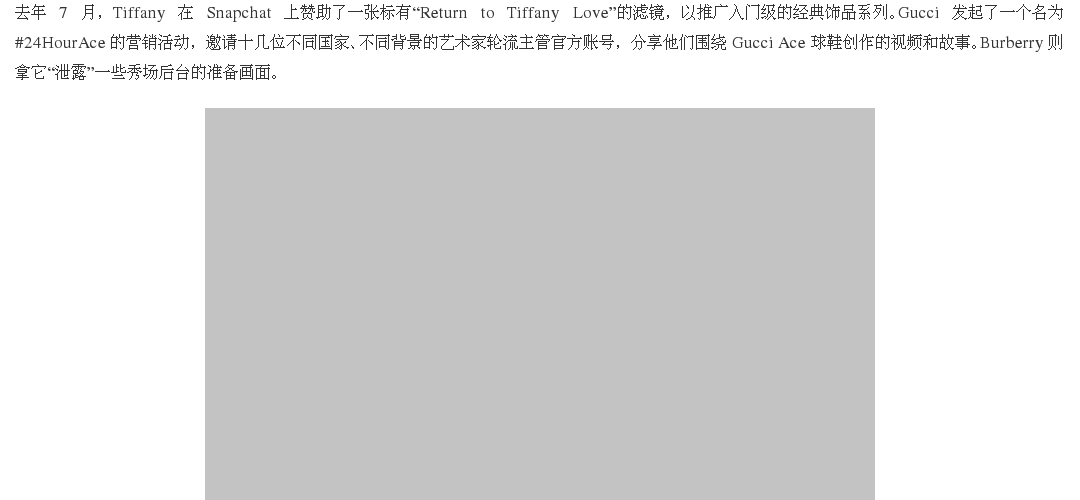 去年 7 月，Tiffany 在 Snapchat 上赞助了一张标有“Return to Tiffany Love”的滤镜，以推广入门级的经典饰品系列。Gucci 发起了一个名为
#24HourAce 的营销活动，邀请十几位不同国家、不同背景的艺术家轮流主管官方账号，分享他们围绕 Gucci Ace 球鞋创作的视频和故事。Burberry 则
拿它“泄露”一些秀场后台的准备画面。